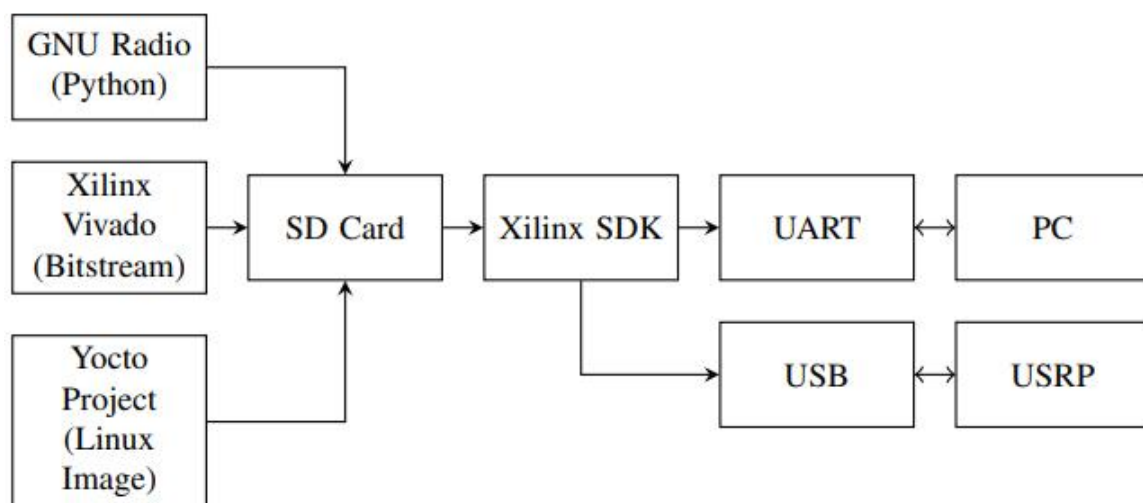 GNU Radio
(Python)
Xilinx
Vivado
(Bitstream)
SD Card
Xilinx SDK
UART
PC
Yocto
Project
(Linux
Image)
USB
USRP